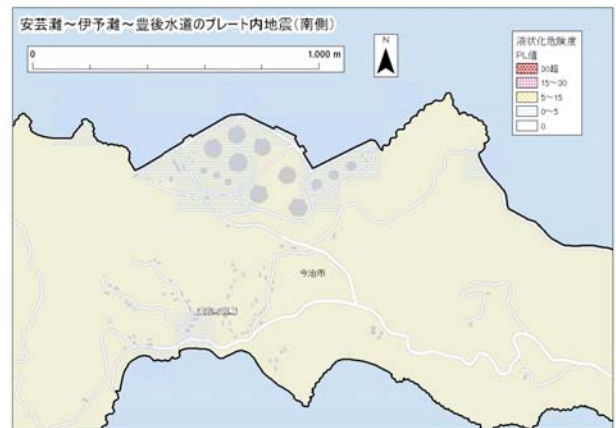 安芸灘～伊予灘～豊後水道のプレート内地震(南側)
0
1,000 m
N
液状化危険度
PL値
30超
15～30
5～15
0～5
0
今治市